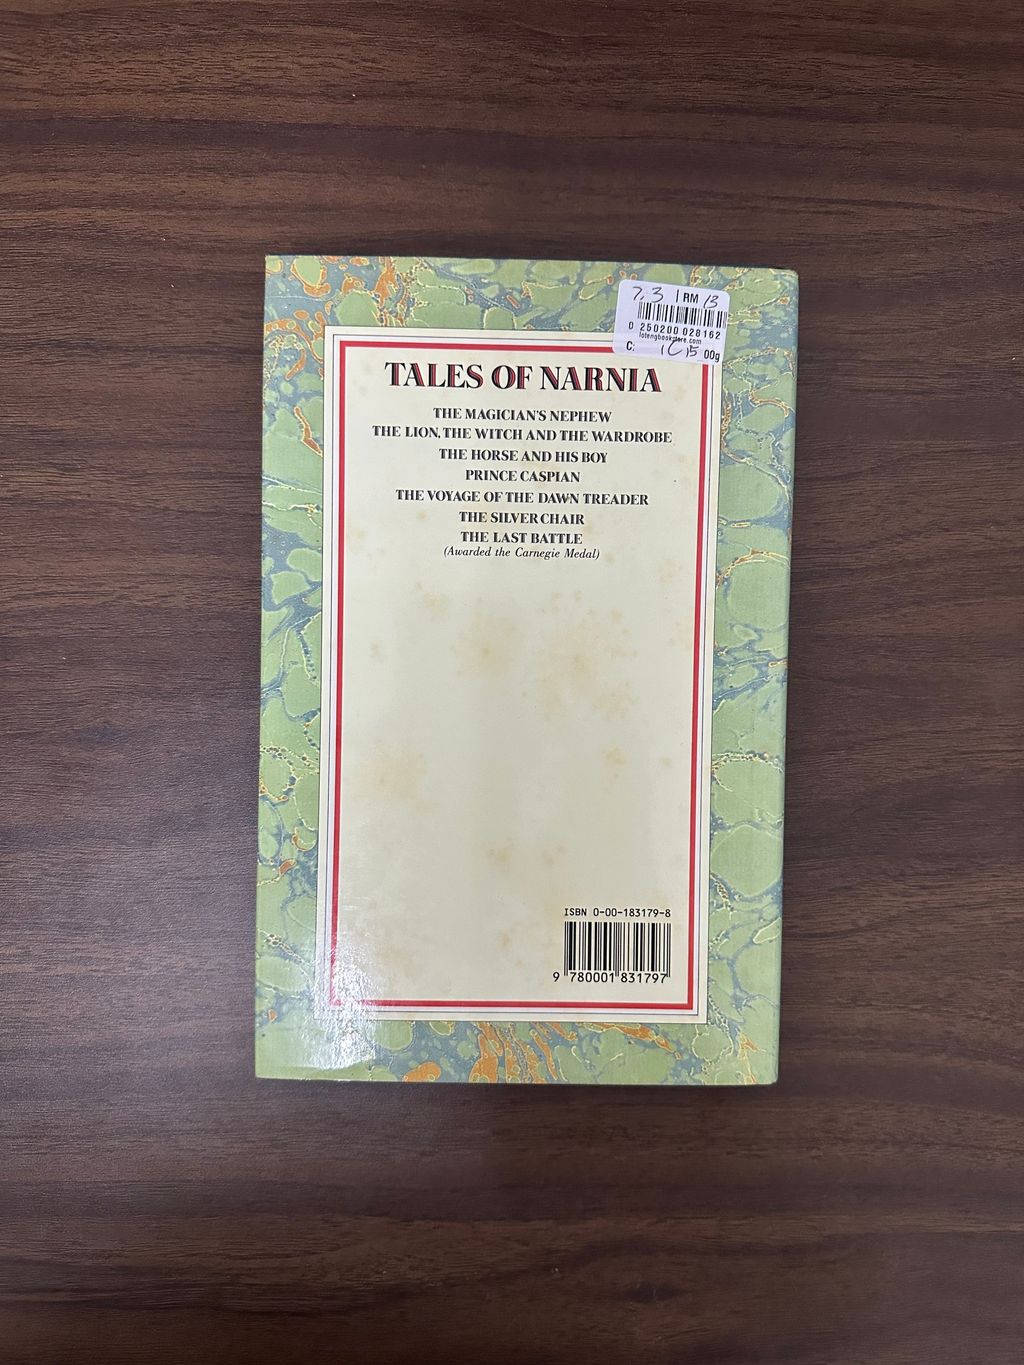 7.3 | RM 13
0 250200 028162
lotengbookstore.com
C: 00g
TALES OF NARNIA
THE MAGICIAN'S NEPHEW
THE LION, THE WITCH AND THE WARDROBE
THE HORSE AND HIS BOY
PRINCE CASPIAN
THE VOYAGE OF THE DAWN TREADER
THE SILVER CHAIR
THE LAST BATTLE
(Awarded the Carnegie Medal)
ISBN 0-00-183179-8
9 780001 831797